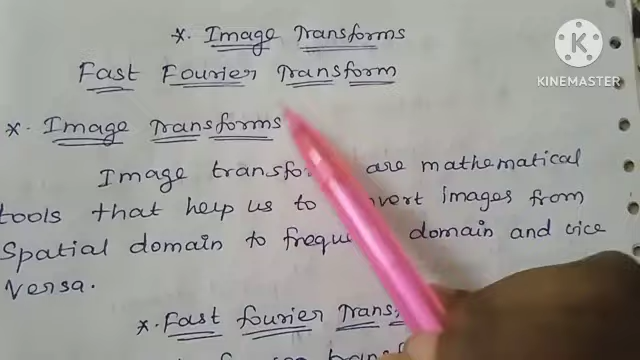 *. Image Transforms
Fast Fourier Transform
*. Image Transforms
Image are mathematical
tools that help us to images from
Spatial domain to domain and vice
versa.
*. Fast fourier
KINEMASTER